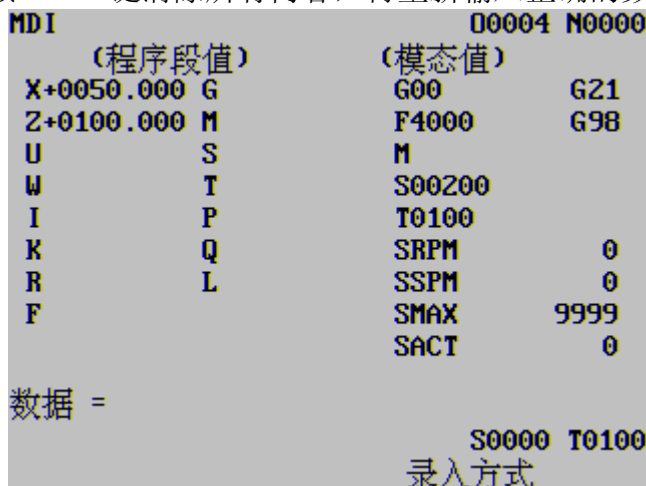 MDI O0004 N0000
(程序段值) (模态值)
X+0050.000 G G00 G21
Z+0100.000 M F4000 G98
U S M
W T S00200
I P T0100
K Q SRPM 0
R L SSPM 0
F SMAX 9999
SACT 0
数据 =
S0000 T0100
录入方式